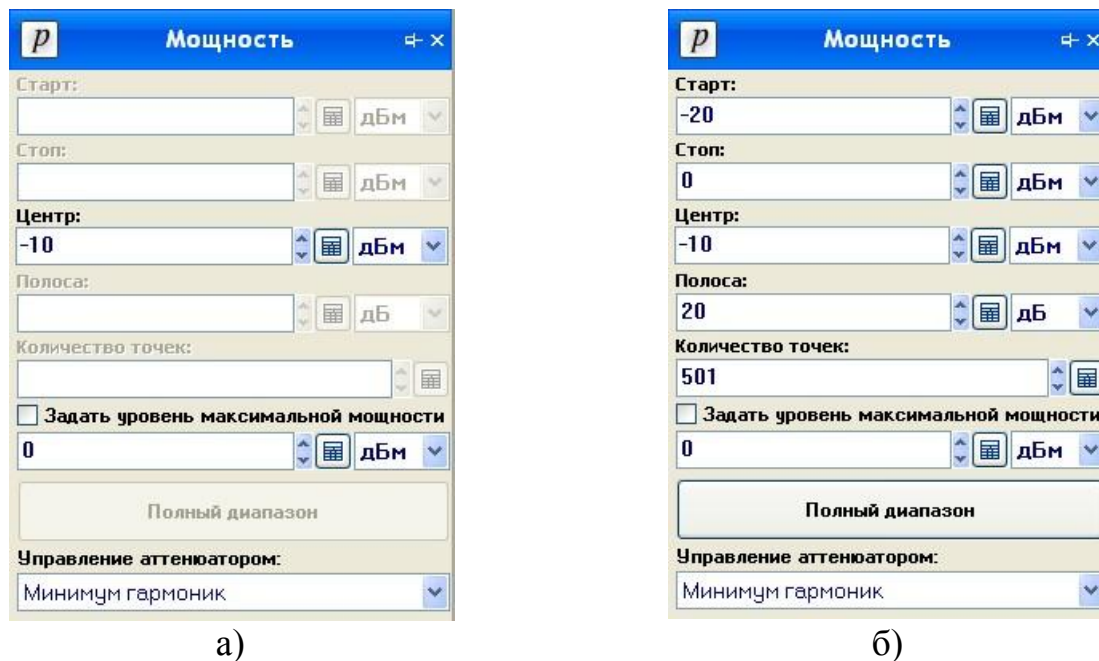 P Мощность
Старт:
дБм
Стоп:
дБм
Центр:
-10 дБм
Полоса:
дБ
Количество точек:
Задать уровень максимальной мощности
0 дБм
Полный диапазон
Управление аттенюатором:
Минимум гармоник
а)
P Мощность
Старт:
-20 дБм
Стоп:
0 дБм
Центр:
-10 дБм
Полоса:
20 дБ
Количество точек:
501
Задать уровень максимальной мощности
0 дБм
Полный диапазон
Управление аттенюатором:
Минимум гармоник
б)